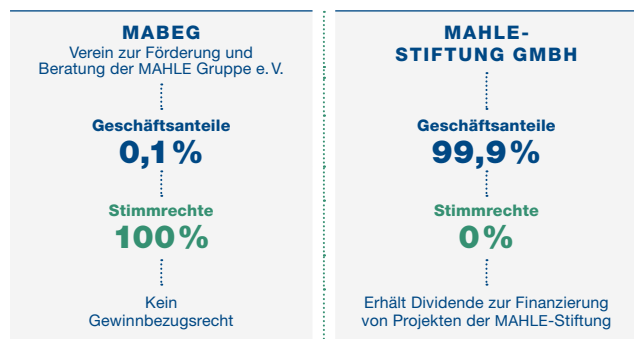 MABEG
Verein zur Förderung und
Beratung der MAHLE Gruppe e. V.
Geschäftsanteile
0,1 %
Stimmrechte
100 %
Kein
Gewinnbezugsrecht
MAHLE-
STIFTUNG GMBH
Geschäftsanteile
99,9 %
Stimmrechte
0 %
Erhält Dividende zur Finanzierung
von Projekten der MAHLE-Stiftung